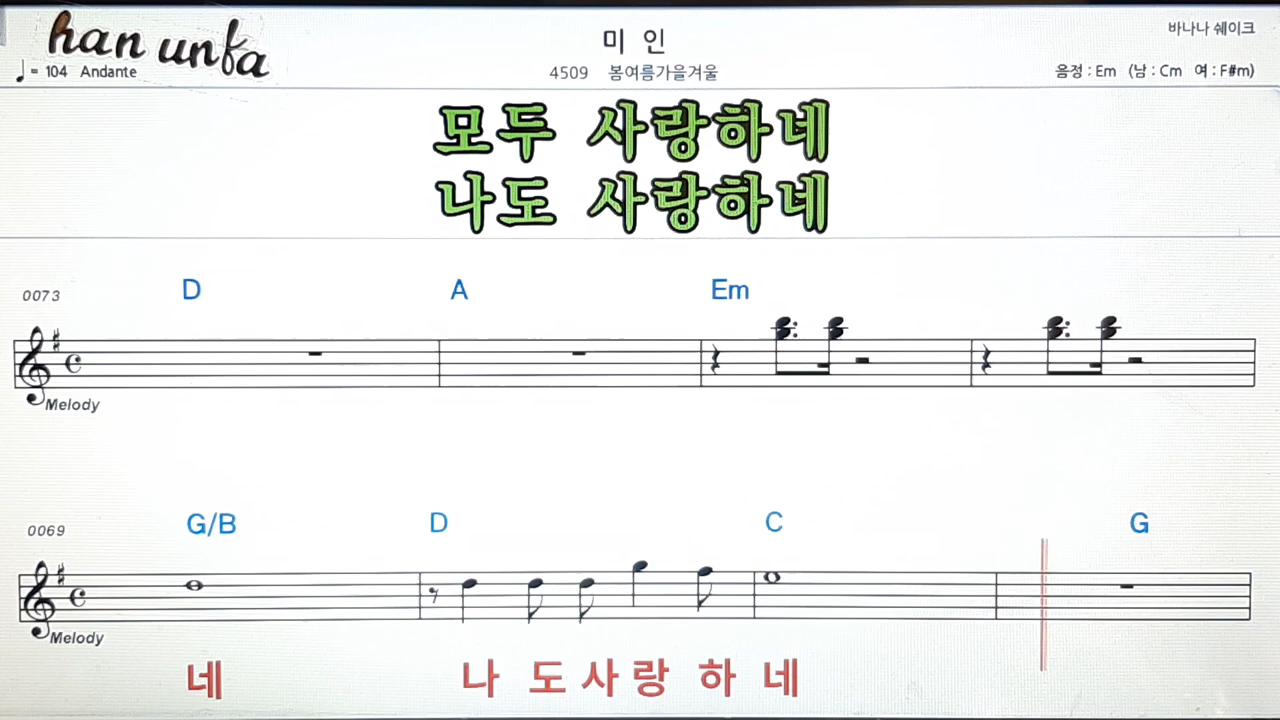 han unfa
미 인
바나나 쉐이크
♩= 104 Andante
4509 봄여름가을겨울
음정 : Em (남 : Cm 여 : F#m)
모두 사랑하네
나도 사랑하네
0073 D A Em
Melody
0069 G/B D C G
Melody
네 나 도 사 랑 하 네